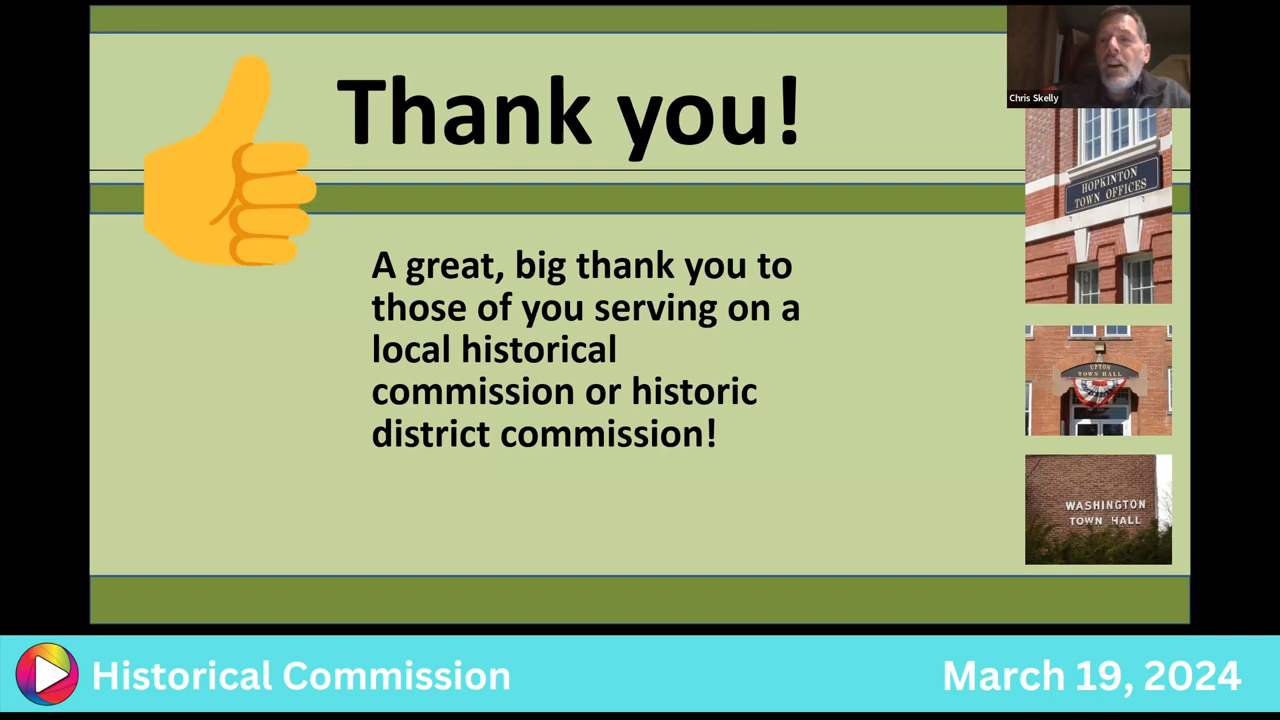 Thank you!
Chris Skelly
HOPKINTON
TOWN OFFICES
A great, big thank you to
those of you serving on a
local historical
commission or historic
district commission!
UPTON
TOWN HALL
WASHINGTON
TOWN HALL
Historical Commission
March 19, 2024